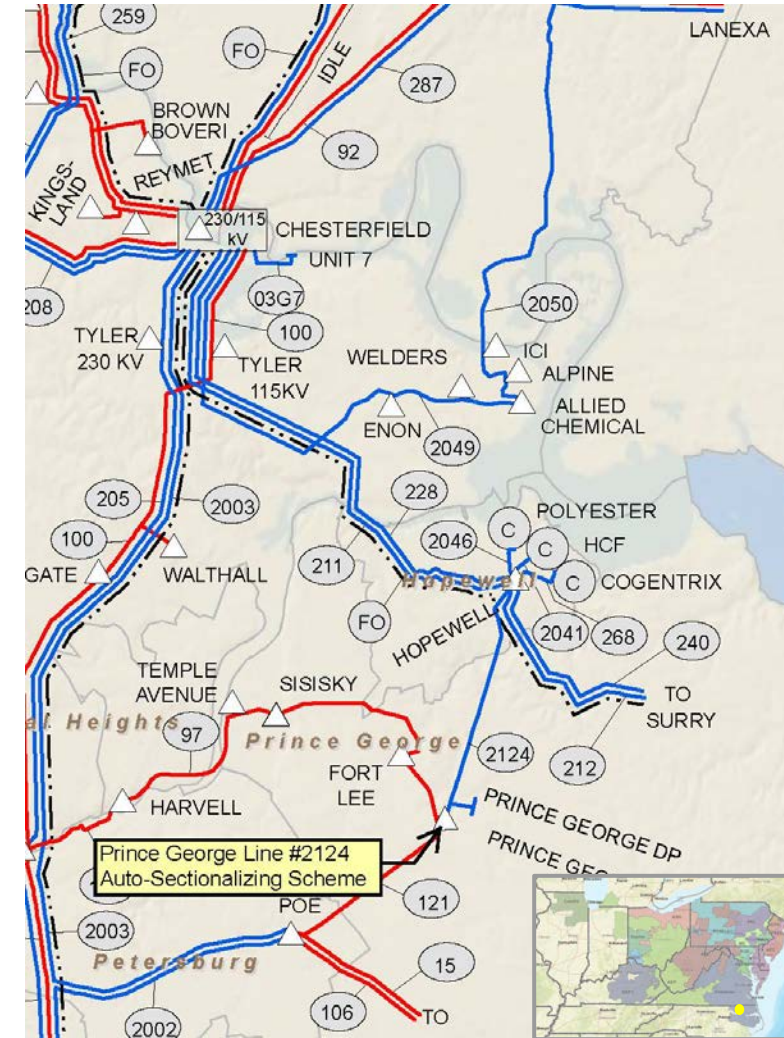 LANEXA
259
FO
FO
IDLE
287
BROWN
BOVERI
92
REYMET
KINGS-
LAND
230/115
kV
CHESTERFIELD
UNIT 7
208
03G7
2050
100
TYLER
230 KV
TYLER
115KV
WELDERS
ICI
ALPINE
ALLIED
CHEMICAL
ENON
2049
205
2003
228
100
POLYESTER
2046
C
C
HCF
GATE
WALTHALL
211
Hopewell
C
COGENTRIX
FO
HOPEWELL
2041
268
240
TEMPLE
AVENUE
SISISKY
TO
SURRY
al Heights
97
Prince George
2124
212
FORT
LEE
HARVELL
PRINCE GEORGE DP
PRINCE GEO
Prince George Line #2124
Auto-Sectionalizing Scheme
121
POE
2003
Petersburg
15
106
TO
2002